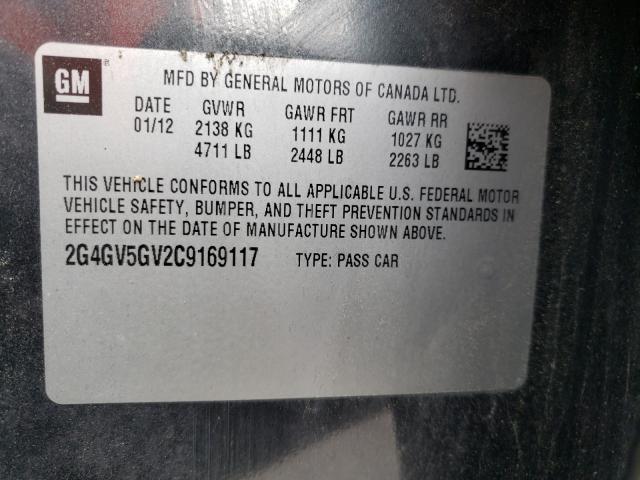 GM
MFD BY GENERAL MOTORS OF CANADA LTD.
DATE GVWR GAWR FRT GAWR RR
01/12 2138 KG 1111 KG 1027 KG
4711 LB 2448 LB 2263 LB
THIS VEHICLE CONFORMS TO ALL APPLICABLE U.S. FEDERAL MOTOR
VEHICLE SAFETY, BUMPER, AND THEFT PREVENTION STANDARDS IN
EFFECT ON THE DATE OF MANUFACTURE SHOWN ABOVE.
2G4GV5GV2C9169117 TYPE: PASS CAR